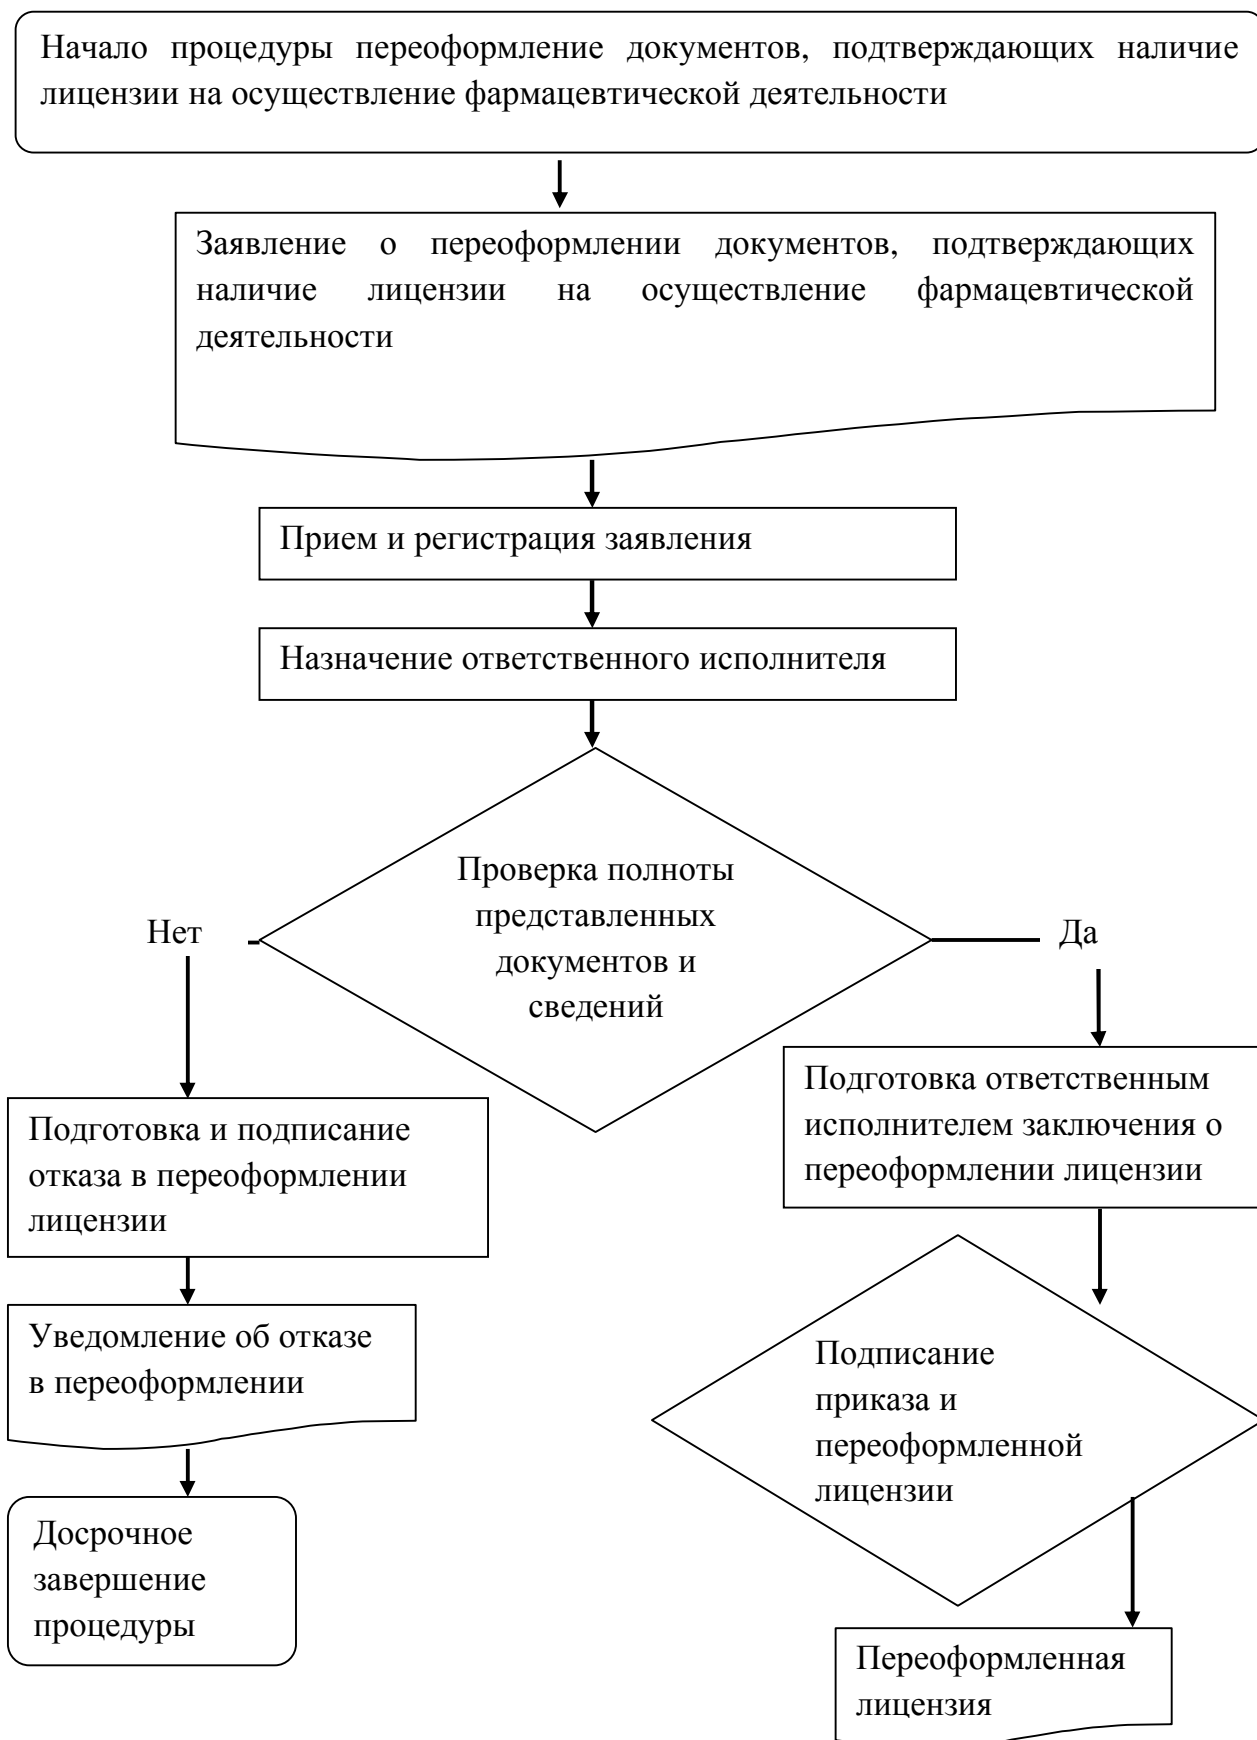 Начало процедуры переоформление документов, подтверждающих наличие
лицензии на осуществление фармацевтической деятельности
Заявление о переоформлении документов, подтверждающих
наличие лицензии на осуществление фармацевтической
деятельности
Прием и регистрация заявления
Назначение ответственного исполнителя
Проверка полноты
представленных
документов и
сведений
Нет
Да
Подготовка и подписание
отказа в переоформлении
лицензии
Уведомление об отказе
в переоформлении
Досрочное
завершение
процедуры
Подготовка ответственным
исполнителем заключения о
переоформлении лицензии
Подписание
приказа и
переоформленной
лицензии
Переоформленная
лицензия